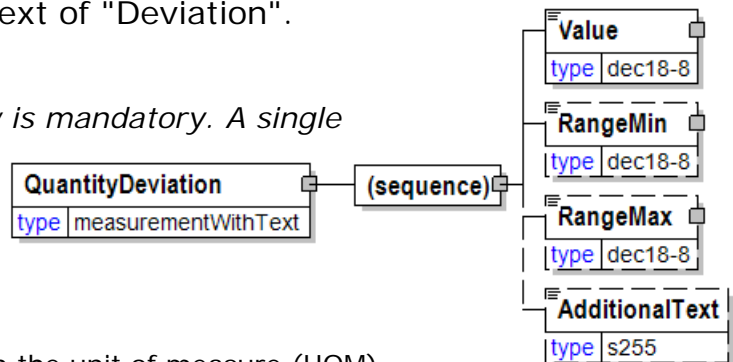 ext of "Deviation".
y is mandatory. A single
QuantityDeviation
type measurementWithText
(sequence)
Value
type dec18-8
RangeMin
type dec18-8
RangeMax
type dec18-8
AdditionalText
type s255
the unit of measure (UOM)